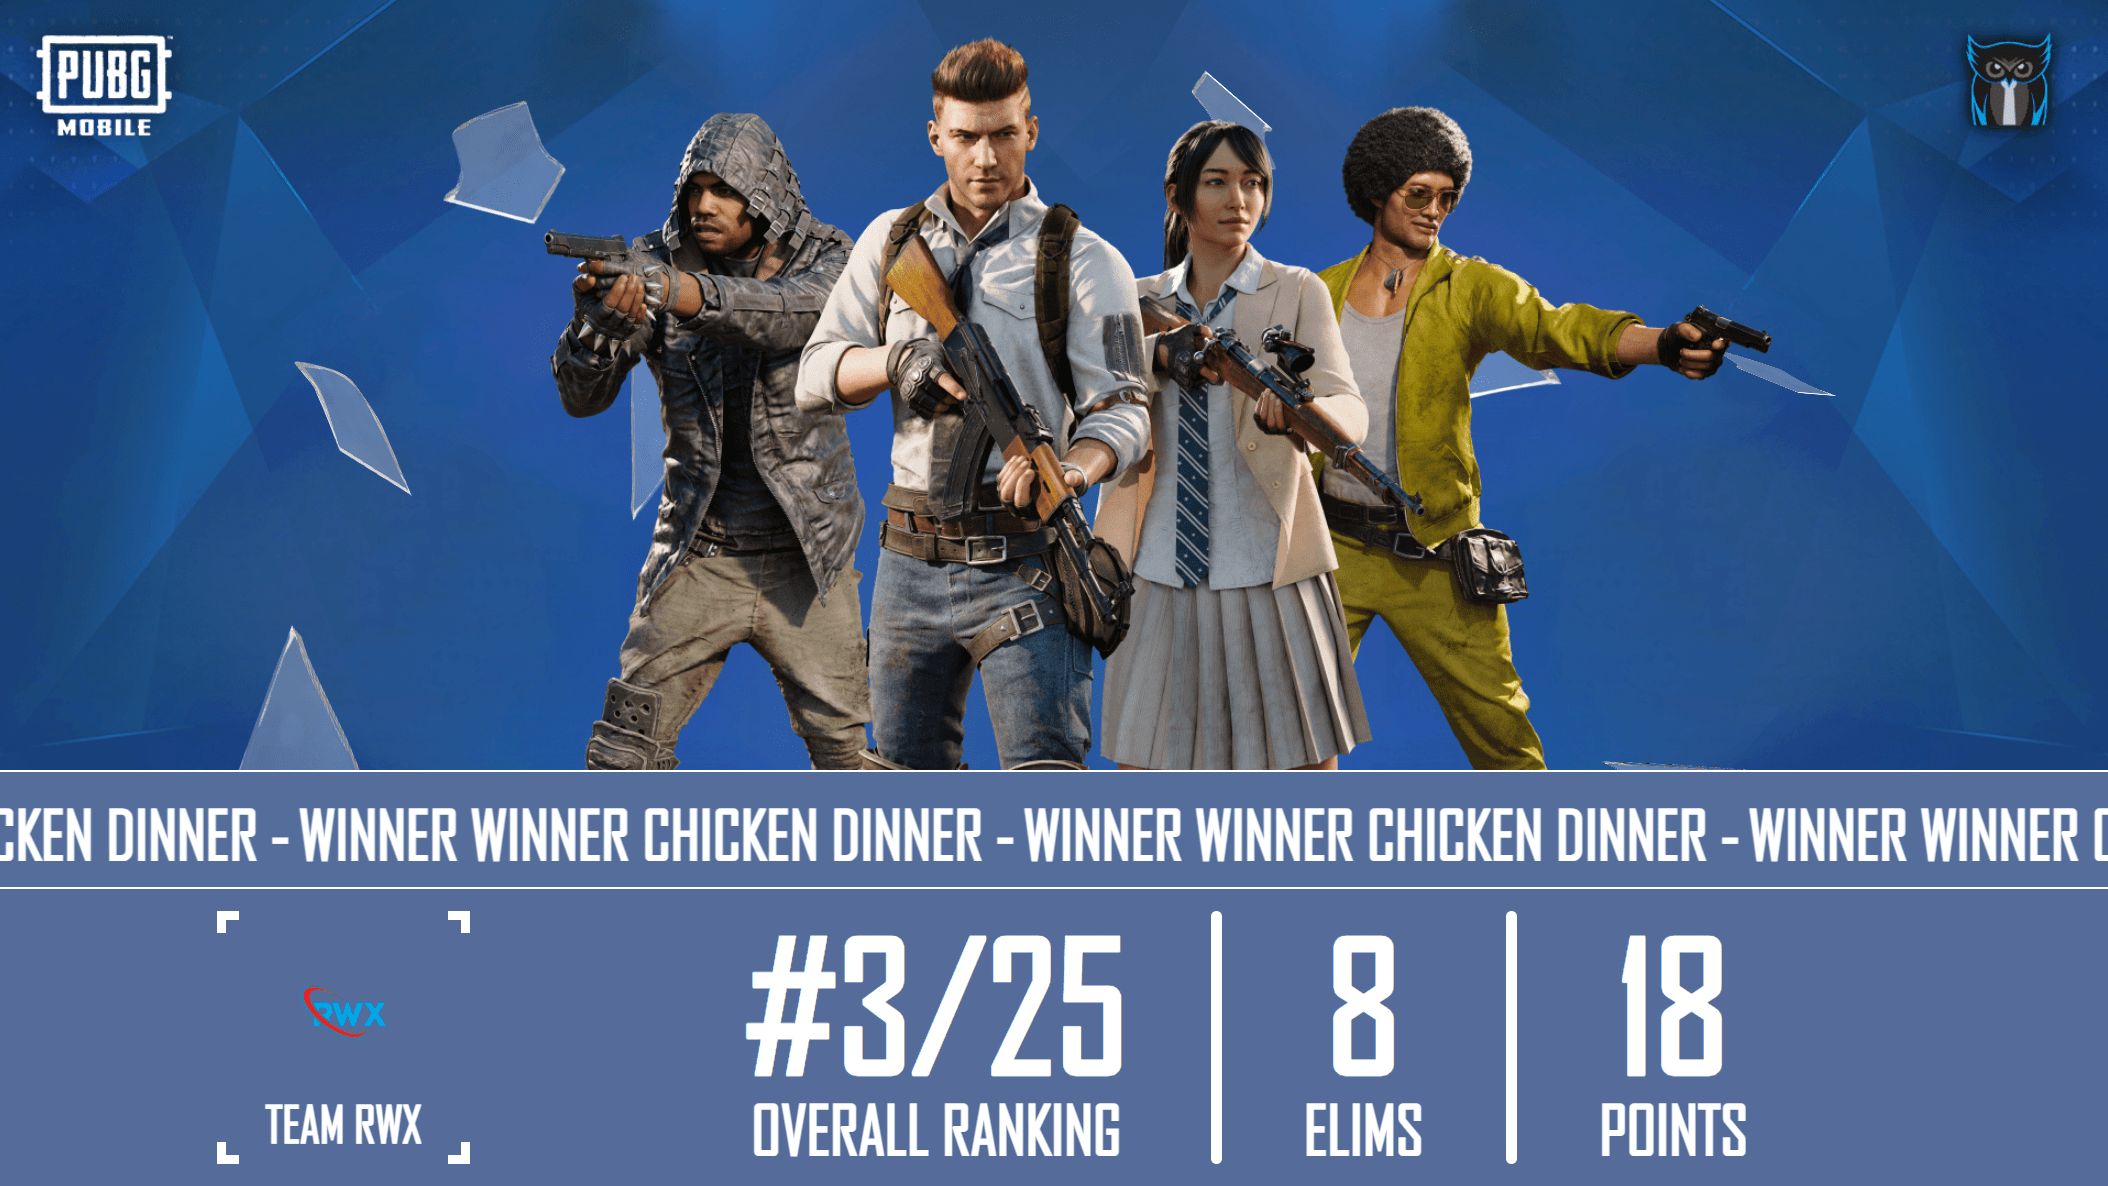 PUBG
MOBILE
CKEN DINNER - WINNER WINNER CHICKEN DINNER - WINNER WINNER CHICKEN DINNER - WINNER WINNER C
RWX
TEAM RWX
#3/25
OVERALL RANKING
8
ELIMS
18
POINTS